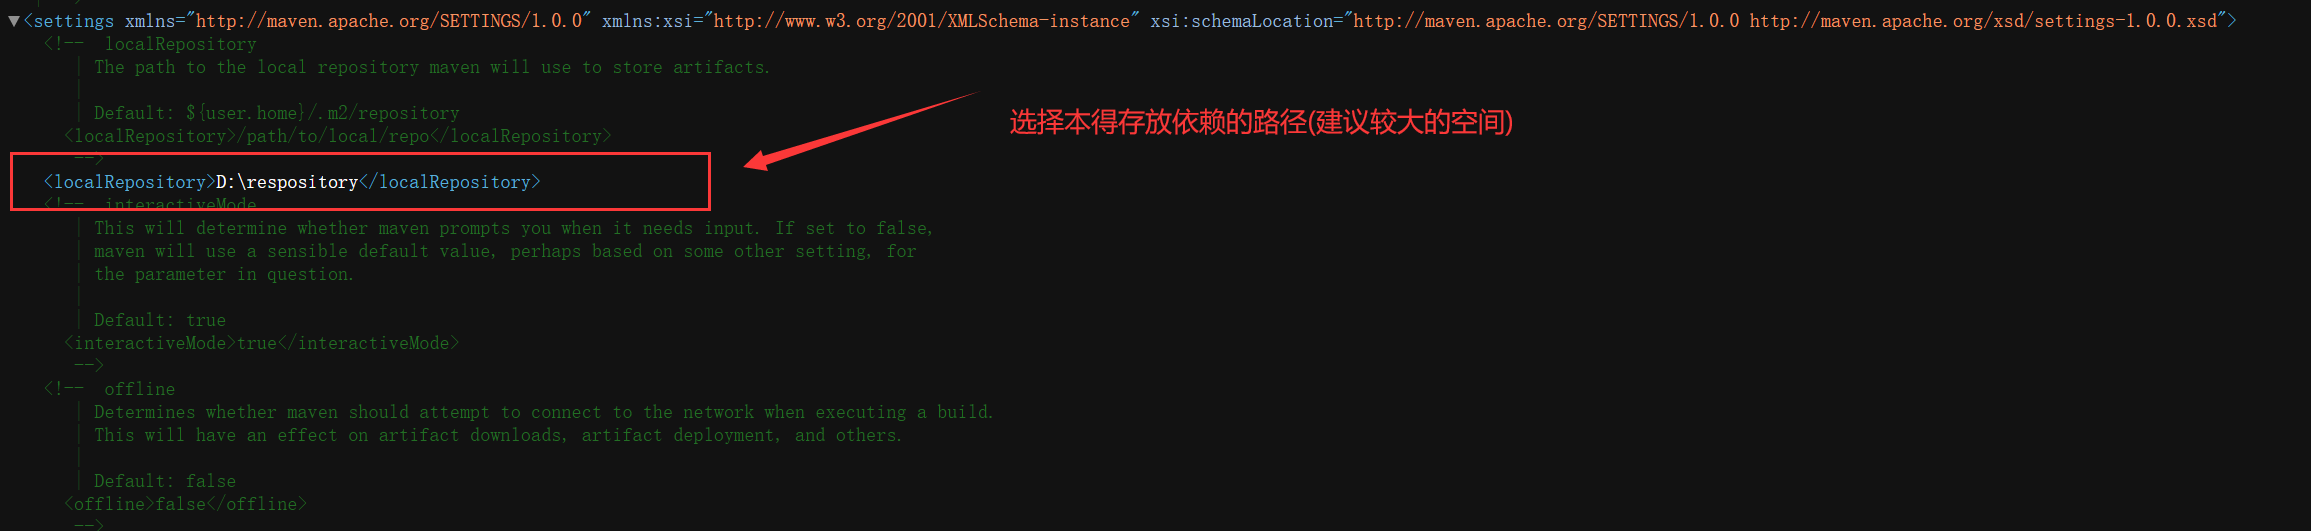 ▼<settings xmlns="http://maven.apache.org/SETTINGS/1.0.0" xmlns:xsi="http://www.w3.org/2001/XMLSchema-instance" xsi:schemaLocation="http://maven.apache.org/SETTINGS/1.0.0 http://maven.apache.org/xsd/settings-1.0.0.xsd">
<!-- localRepository
| The path to the local repository maven will use to store artifacts.
|
| Default: ${user.home}/.m2/repository
<localRepository>/path/to/local/repo</localRepository>
-->
选择本得存放依赖的路径(建议较大的空间)
<localRepository>D:\respository</localRepository>
<!-- interactiveMode
| This will determine whether maven prompts you when it needs input. If set to false,
| maven will use a sensible default value, perhaps based on some other setting, for
| the parameter in question.
|
| Default: true
<interactiveMode>true</interactiveMode>
-->
<!-- offline
| Determines whether maven should attempt to connect to the network when executing a build.
| This will have an effect on artifact downloads, artifact deployment, and others.
|
| Default: false
<offline>false</offline>
-->